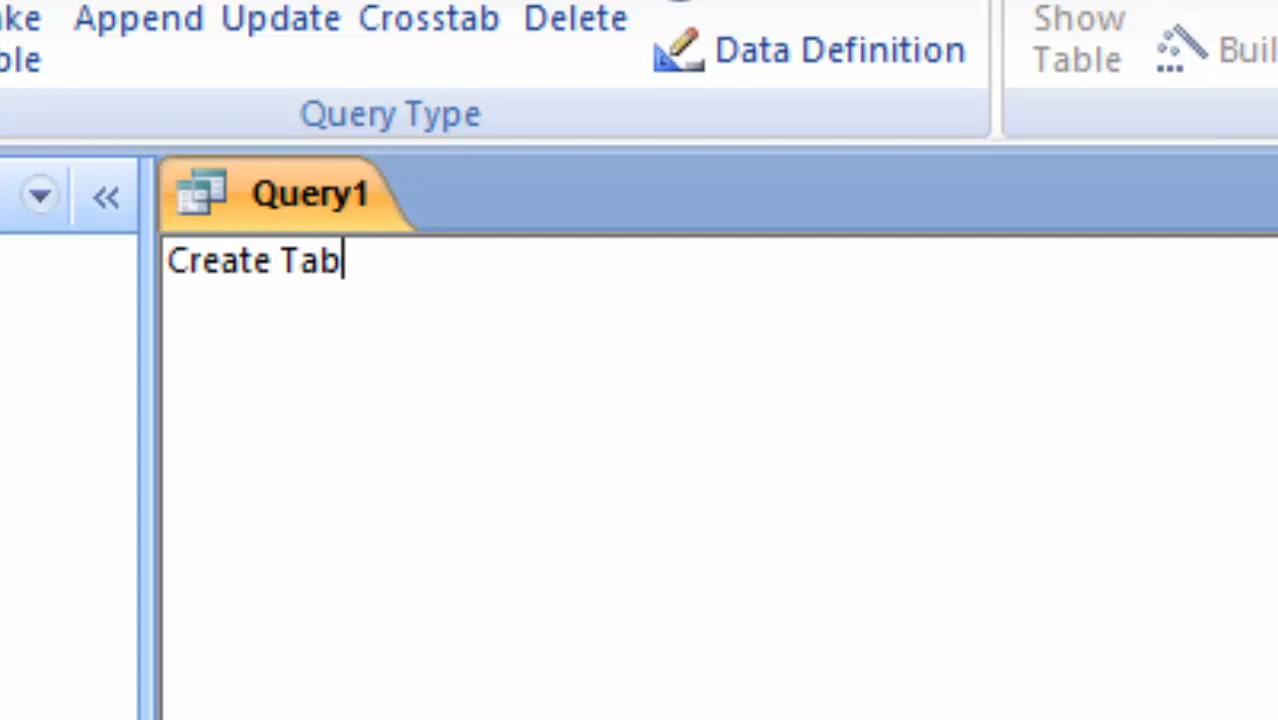 Append Update Crosstab Delete
Data Definition
Show
Table
Query Type
Query1
Create Tab